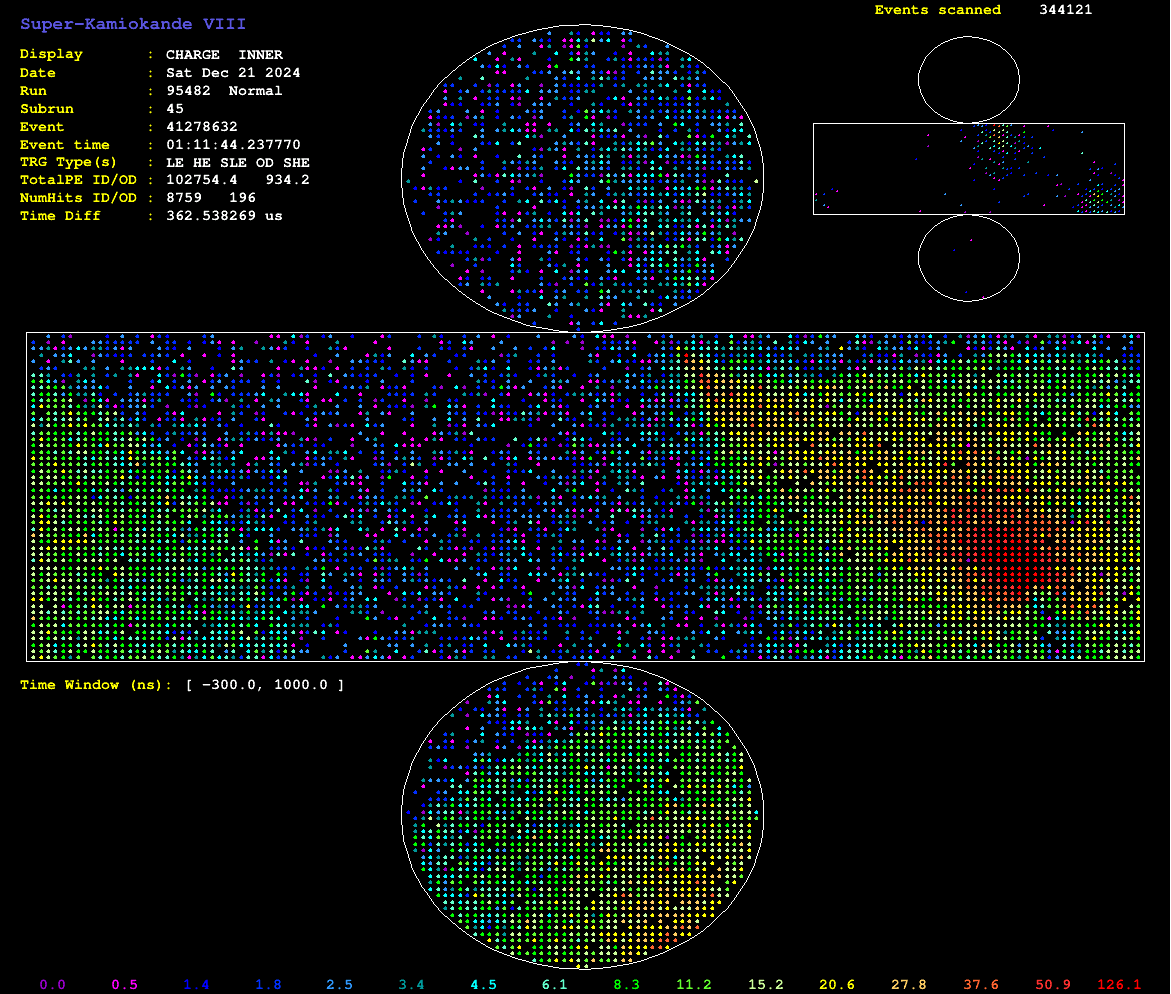 Super-Kamiokande VIII
Events scanned 344121
Display : CHARGE INNER
Date : Sat Dec 21 2024
Run : 95482 Normal
Subrun : 45
Event : 41278632
Event time : 01:11:44.237770
TRG Type(s) : LE HE SLE OD SHE
TotalPE ID/OD : 102754.4 934.2
NumHits ID/OD : 8759 196
Time Diff : 362.538269 us
Time Window (ns): [ −300.0, 1000.0 ]
0.0 0.5 1.4 1.8 2.5 3.4 4.5 6.1 8.3 11.2 15.2 20.6 27.8 37.6 50.9 126.1